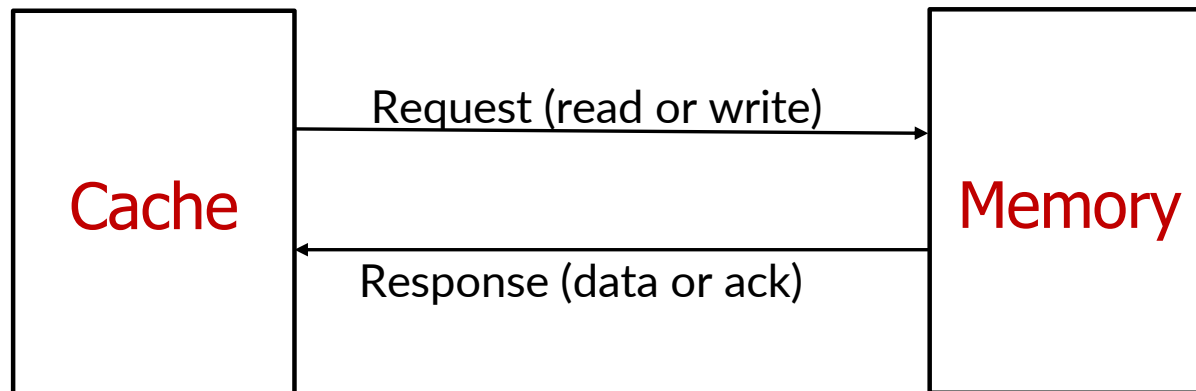 Request (read or write)
Cache
Memory
Response (data or ack)